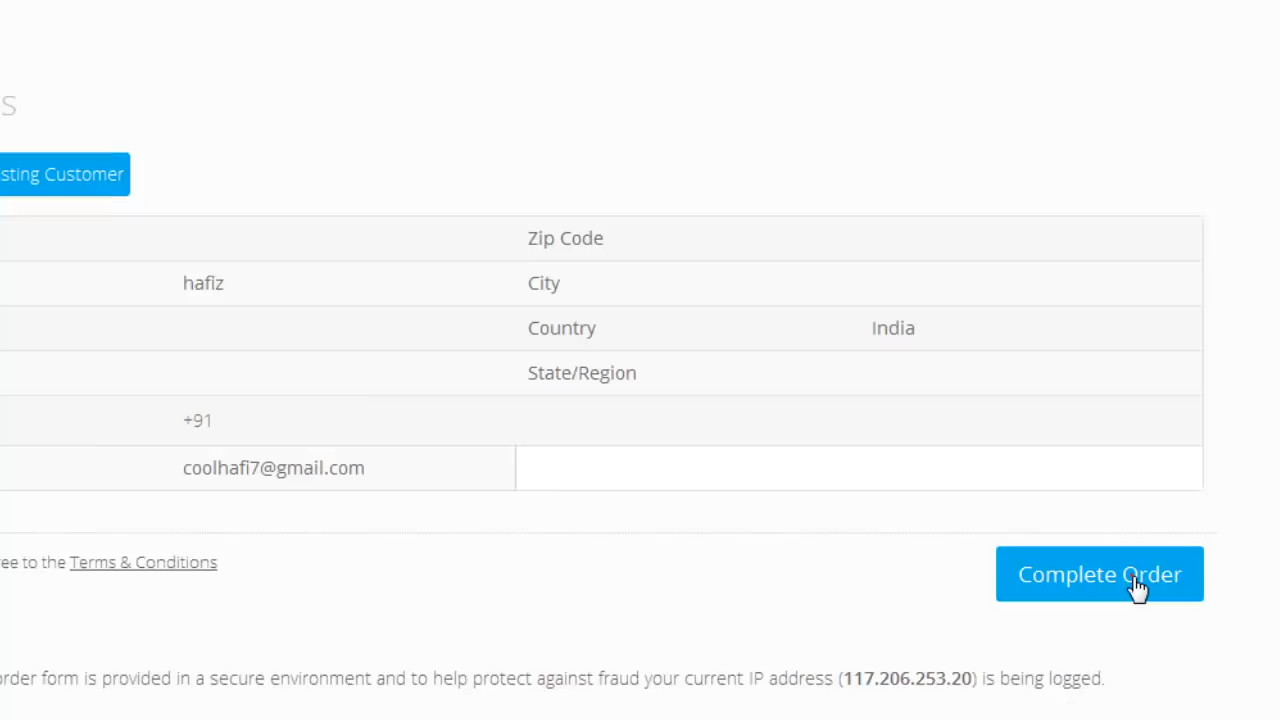 s
sting Customer
Zip Code
hafiz City
Country India
State/Region
+91
coolhafi7@gmail.com
ee to the Terms & Conditions
Complete Order
order form is provided in a secure environment and to help protect against fraud your current IP address (117.206.253.20) is being logged.